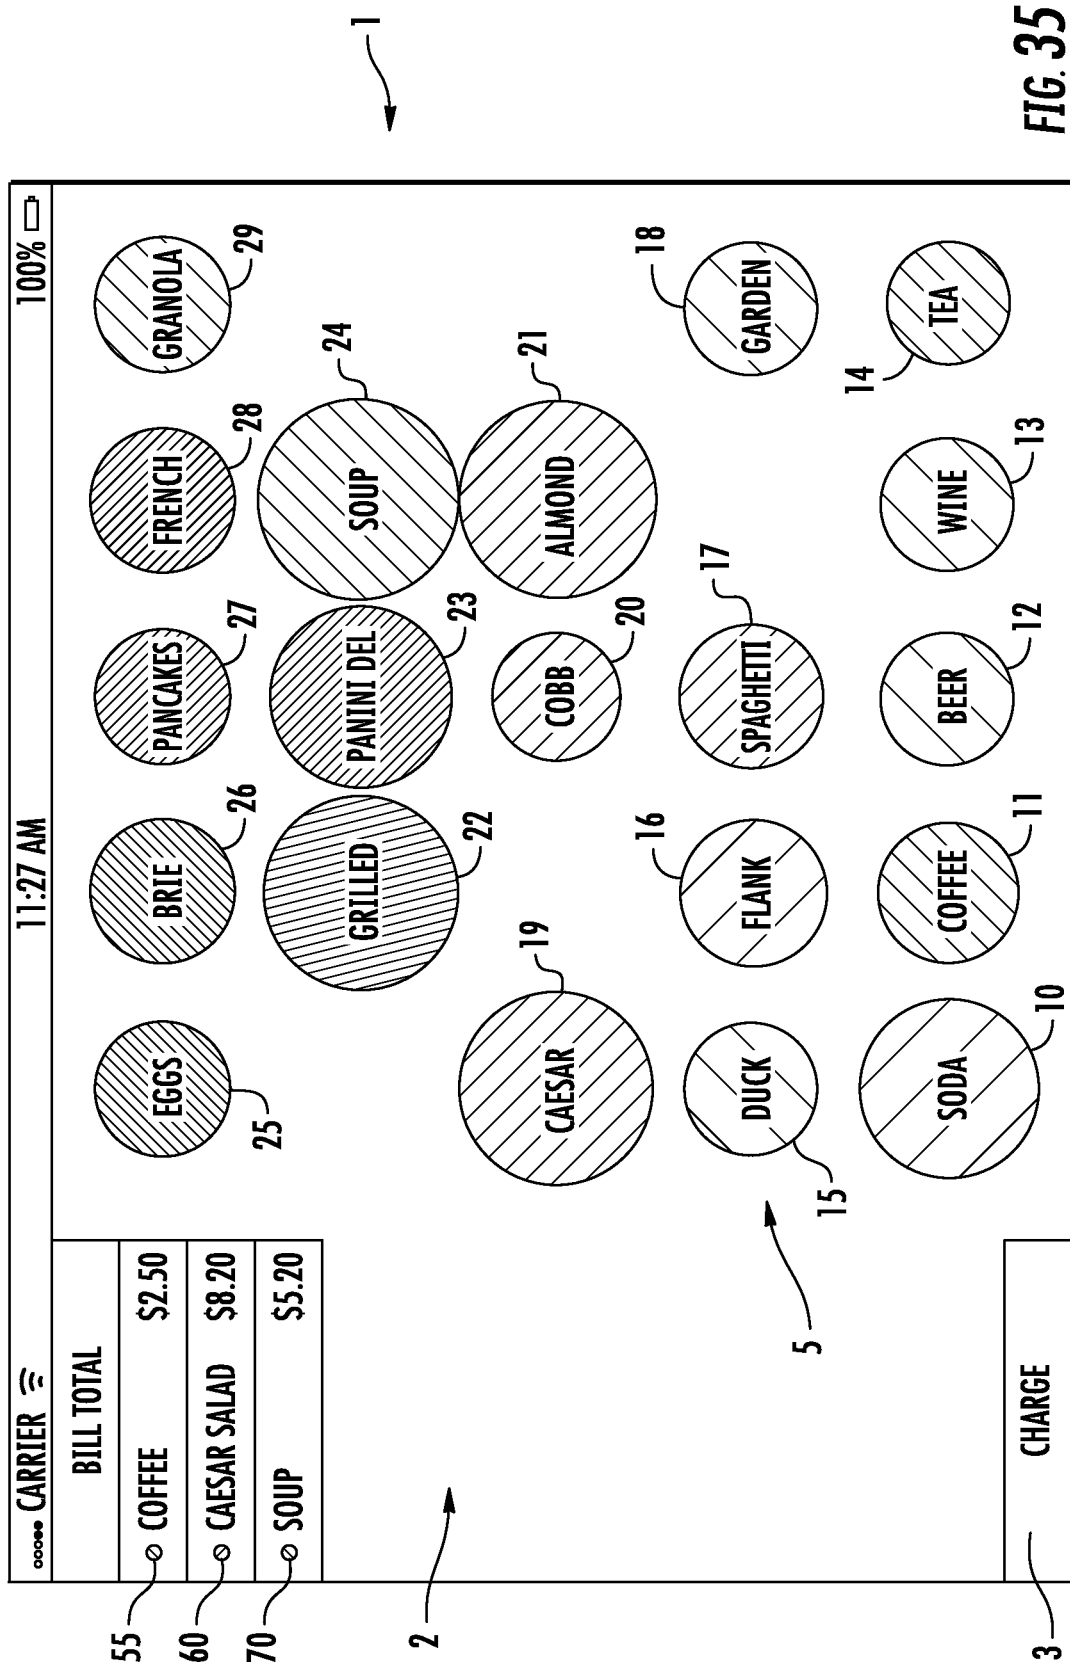 CARRIER 11:27 AM 100%
BILL TOTAL
COFFEE $2.50
CAESAR SALAD $8.20
SOUP $5.20
55
60
70
2
3
CHARGE
EGGS
25
BRIE
26
PANCAKES
27
FRENCH
28
GRANOLA
29
GRILLED
22
PANINI DEL
23
SOUP
24
CAESAR
19
COBB
20
ALMOND
21
DUCK
15
FLANK
16
SPAGHETTI
17
GARDEN
18
SODA
10
COFFEE
11
BEER
12
WINE
13
TEA
14
5
1
FIG. 35